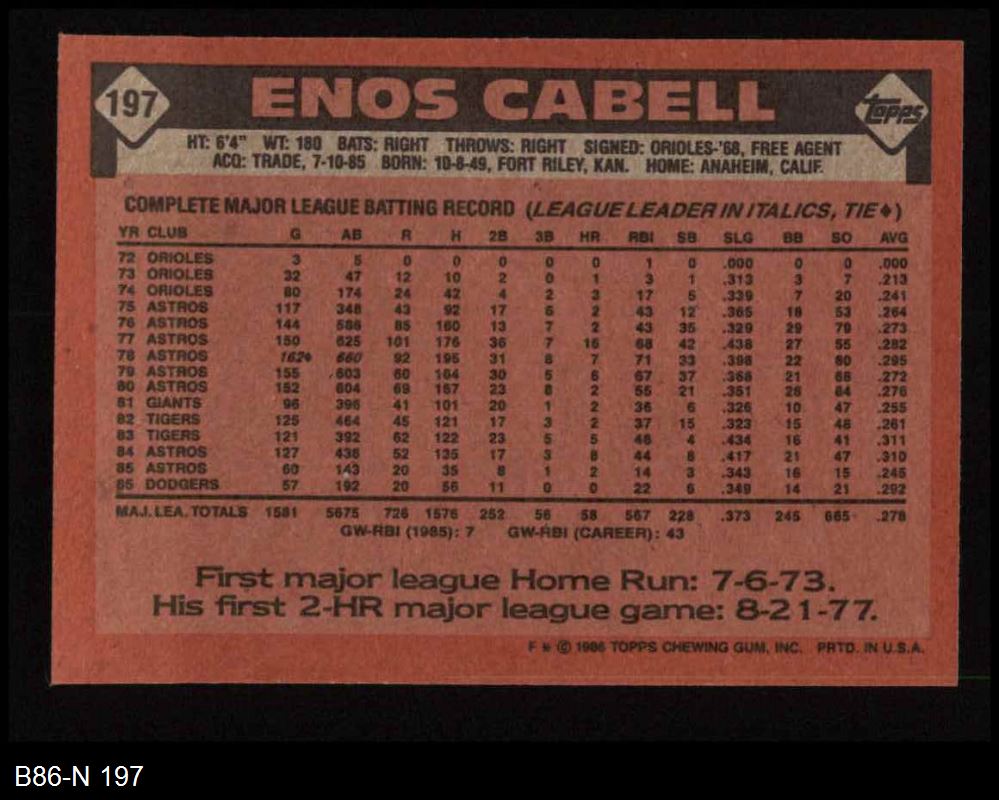 197 ENOS CABELL Topps
HT: 6'4" WT: 180 BATS: RIGHT THROWS: RIGHT SIGNED: ORIOLES-'68, FREE AGENT
ACQ: TRADE, 7-10-85 BORN: 10-8-49, FORT RILEY, KAN. HOME: ANAHEIM, CALIF.
COMPLETE MAJOR LEAGUE BATTING RECORD (LEAGUE LEADER IN ITALICS, TIE♦)
YR CLUB G AB R H 2B 3B HR RBI SB SLG BB SO AVG
72 ORIOLES 3 5 0 0 0 0 0 1 0 .000 0 0 .000
73 ORIOLES 32 47 12 10 2 0 1 3 1 .313 3 7 .213
74 ORIOLES 80 174 24 42 4 2 3 17 5 .339 7 20 .241
75 ASTROS 117 348 43 92 17 6 2 43 12 .365 18 53 .264
76 ASTROS 144 586 85 160 13 7 2 43 35 .329 29 79 .273
77 ASTROS 150 625 101 176 36 7 16 68 42 .438 27 55 .282
78 ASTROS 162♦ 660 92 195 31 8 7 71 33 .398 22 80 .295
79 ASTROS 155 603 60 164 30 5 6 67 37 .368 21 68 .272
80 ASTROS 152 604 69 167 23 8 2 55 21 .351 26 84 .276
81 GIANTS 96 396 41 101 20 1 2 36 6 .326 10 47 .255
82 TIGERS 125 464 45 121 17 3 2 37 15 .323 15 48 .261
83 TIGERS 121 392 62 122 23 5 5 46 4 .434 16 41 .311
84 ASTROS 127 436 52 135 17 3 8 44 8 .417 21 47 .310
85 ASTROS 60 143 20 35 8 1 2 14 3 .343 16 15 .245
85 DODGERS 57 192 20 56 11 0 0 22 6 .349 14 21 .292
MAJ. LEA. TOTALS 1581 5675 726 1576 252 56 58 567 228 .373 245 665 .278
GW-RBI (1985): 7 GW-RBI (CAREER): 43
First major league Home Run: 7-6-73.
His first 2-HR major league game: 8-21-77.
F ✻ © 1986 TOPPS CHEWING GUM, INC. PRTD. IN U.S.A.
B86-N 197